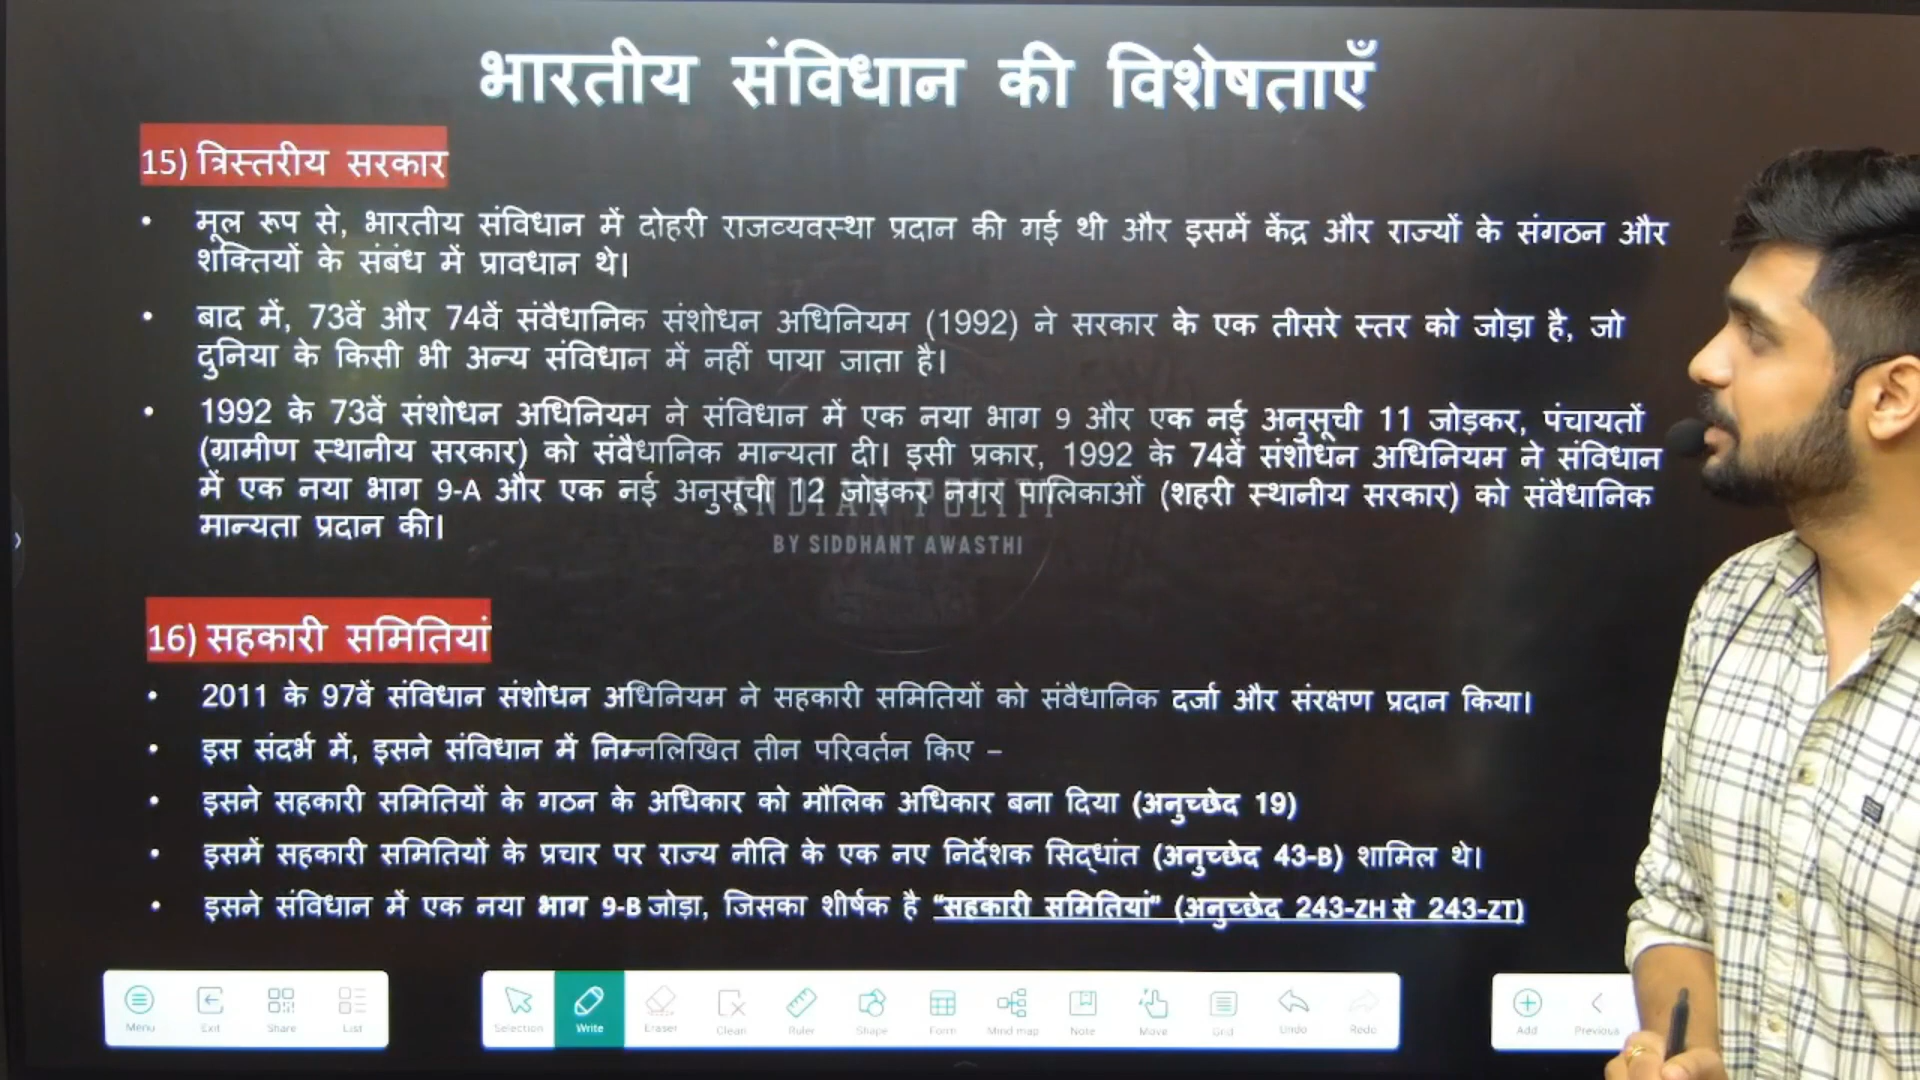 भारतीय संविधान की विशेषताएँ
15) त्रिस्तरीय सरकार
• मूल रूप से, भारतीय संविधान में दोहरी राजव्यवस्था प्रदान की गई थी और इसमें केंद्र और राज्यों के संगठन और
शक्तियों के संबंध में प्रावधान थे।
• बाद में, 73वें और 74वें संवैधानिक संशोधन अधिनियम (1992) ने सरकार के एक तीसरे स्तर को जोड़ा है, जो
दुनिया के किसी भी अन्य संविधान में नहीं पाया जाता है।
• 1992 के 73वें संशोधन अधिनियम ने संविधान में एक नया भाग 9 और एक नई अनुसूची 11 जोड़कर, पंचायतों
(ग्रामीण स्थानीय सरकार) को संवैधानिक मान्यता दी। इसी प्रकार, 1992 के 74वें संशोधन अधिनियम ने संविधान
में एक नया भाग 9-A और एक नई अनुसूची 12 जोड़कर नगर पालिकाओं (शहरी स्थानीय सरकार) को संवैधानिक
मान्यता प्रदान की।
INDIAN POLITY
BY SIDDHANT AWASTHI
16) सहकारी समितियां
• 2011 के 97वें संविधान संशोधन अधिनियम ने सहकारी समितियों को संवैधानिक दर्जा और संरक्षण प्रदान किया।
• इस संदर्भ में, इसने संविधान में निम्नलिखित तीन परिवर्तन किए –
• इसने सहकारी समितियों के गठन के अधिकार को मौलिक अधिकार बना दिया (अनुच्छेद 19)
• इसमें सहकारी समितियों के प्रचार पर राज्य नीति के एक नए निर्देशक सिद्धांत (अनुच्छेद 43-B) शामिल थे।
• इसने संविधान में एक नया भाग 9-B जोड़ा, जिसका शीर्षक है "सहकारी समितियां" (अनुच्छेद 243-ZH से 243-ZT)
Menu Exit Share List Selection Write Eraser Clean Ruler Shape Form Mind map Note Move Grid Undo Redo Add Previous